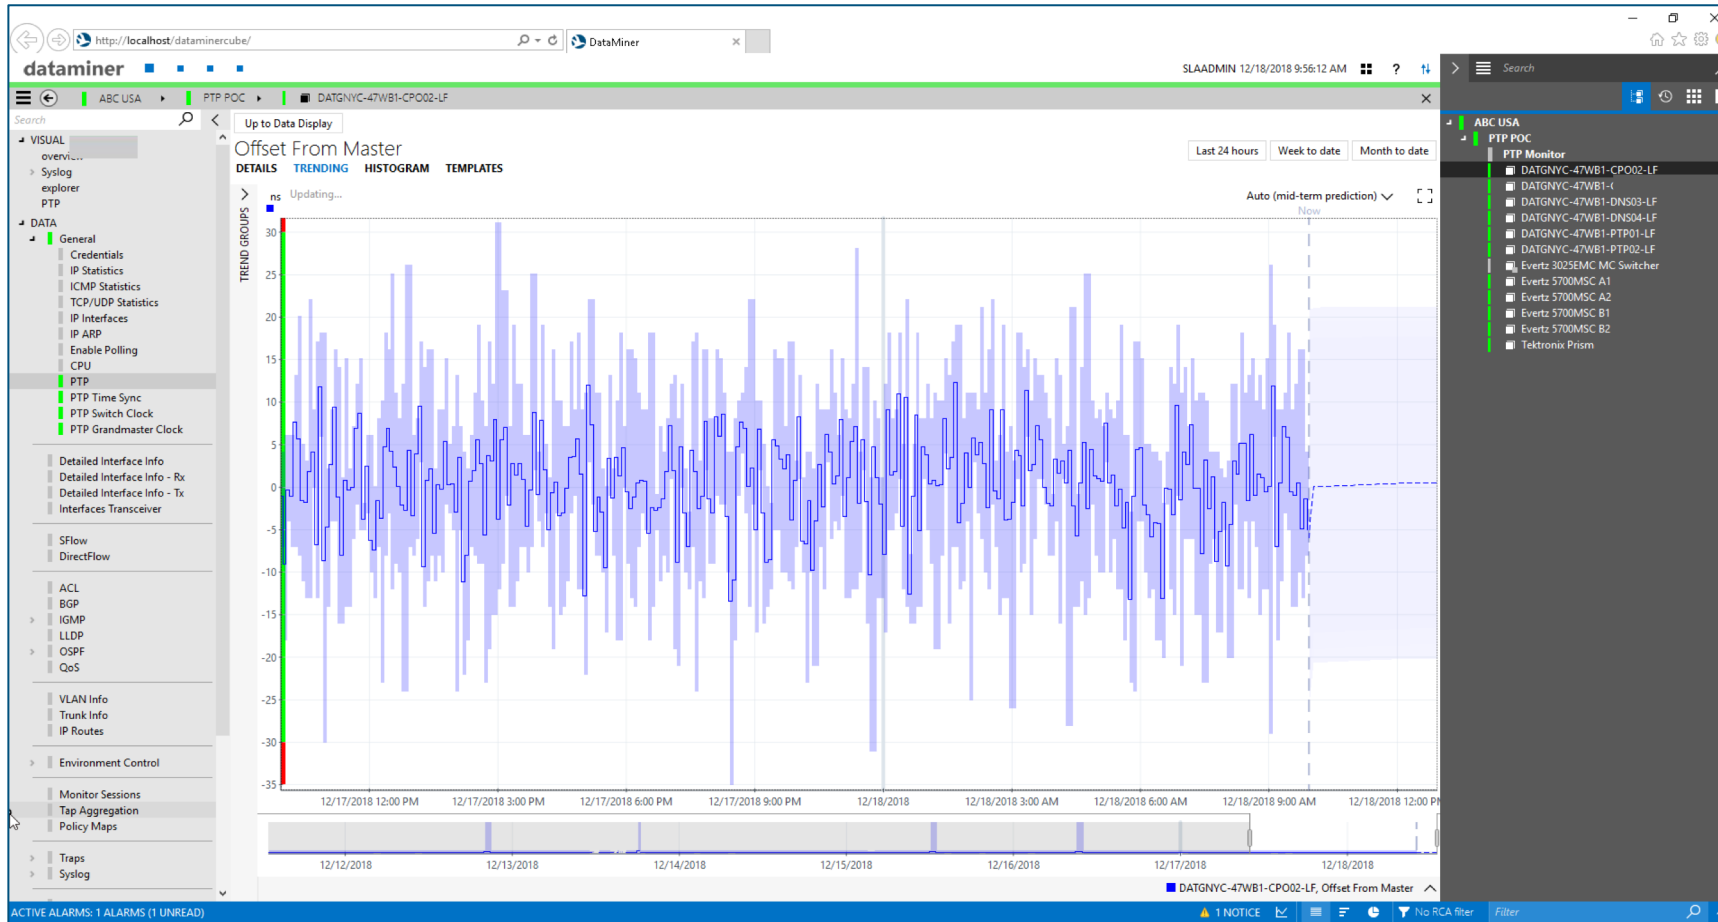 http://localhost/dataminercube/
DataMiner
dataminer
SLAADMIN 12/18/2018 9:56:12 AM
?
Search
ABC USA
PTP POC
DATGNYC-47WB1-CPO02-LF
Search
VISUAL
overview
Syslog
explorer
PTP
DATA
General
Credentials
IP Statistics
ICMP Statistics
TCP/UDP Statistics
IP Interfaces
IP ARP
Enable Polling
CPU
PTP
PTP Time Sync
PTP Switch Clock
PTP Grandmaster Clock
Detailed Interface Info
Detailed Interface Info - Rx
Detailed Interface Info - Tx
Interfaces Transceiver
SFlow
DirectFlow
ACL
BGP
IGMP
LLDP
OSPF
QoS
VLAN Info
Trunk Info
IP Routes
Environment Control
Monitor Sessions
Tap Aggregation
Policy Maps
Traps
Syslog
Up to Data Display
Offset From Master
Last 24 hours
Week to date
Month to date
DETAILS TRENDING HISTOGRAM TEMPLATES
TREND GROUPS
ns
Updating...
Auto (mid-term prediction)
Now
30
25
20
15
10
5
0
-5
-10
-15
-20
-25
-30
-35
12/17/2018 12:00 PM
12/17/2018 3:00 PM
12/17/2018 6:00 PM
12/17/2018 9:00 PM
12/18/2018
12/18/2018 3:00 AM
12/18/2018 6:00 AM
12/18/2018 9:00 AM
12/18/2018 12:00 P
12/12/2018
12/13/2018
12/14/2018
12/15/2018
12/16/2018
12/17/2018
12/18/2018
DATGNYC-47WB1-CPO02-LF, Offset From Master
ABC USA
PTP POC
PTP Monitor
DATGNYC-47WB1-CPO02-LF
DATGNYC-47WB1-(
DATGNYC-47WB1-DNS03-LF
DATGNYC-47WB1-DNS04-LF
DATGNYC-47WB1-PTP01-LF
DATGNYC-47WB1-PTP02-LF
Evertz 3025EMC MC Switcher
Evertz 5700MSC A1
Evertz 5700MSC A2
Evertz 5700MSC B1
Evertz 5700MSC B2
Tektronix Prism
ACTIVE ALARMS: 1 ALARMS (1 UNREAD)
1 NOTICE
No RCA filter
Filter